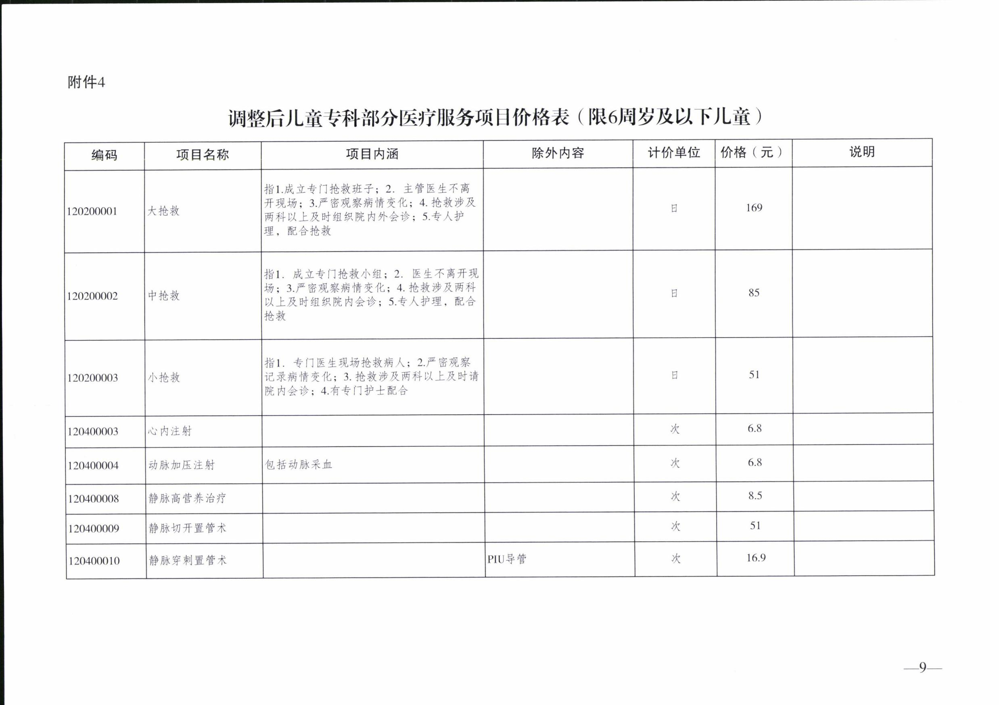 附件4
调整后儿童专科部分医疗服务项目价格表（限6周岁及以下儿童）
编码 项目名称 项目内涵 除外内容 计价单位 价格（元） 说明
120200001 大抢救 指1.成立专门抢救班子；2. 主管医生不离
开现场；3.严密观察病情变化；4. 抢救涉及
两科以上及时组织院内外会诊；5.专人护
理，配合抢救 日 169
120200002 中抢救 指1. 成立专门抢救小组；2. 医生不离开现
场；3.严密观察病情变化；4. 抢救涉及两科
以上及时组织院内会诊；5.专人护理，配合
抢救 日 85
120200003 小抢救 指1. 专门医生现场抢救病人；2.严密观察
记录病情变化；3. 抢救涉及两科以上及时请
院内会诊；4.有专门护士配合 日 51
120400003 心内注射 次 6.8
120400004 动脉加压注射 包括动脉采血 次 6.8
120400008 静脉高营养治疗 次 8.5
120400009 静脉切开置管术 次 51
120400010 静脉穿刺置管术 PIU导管 次 16.9
—9—